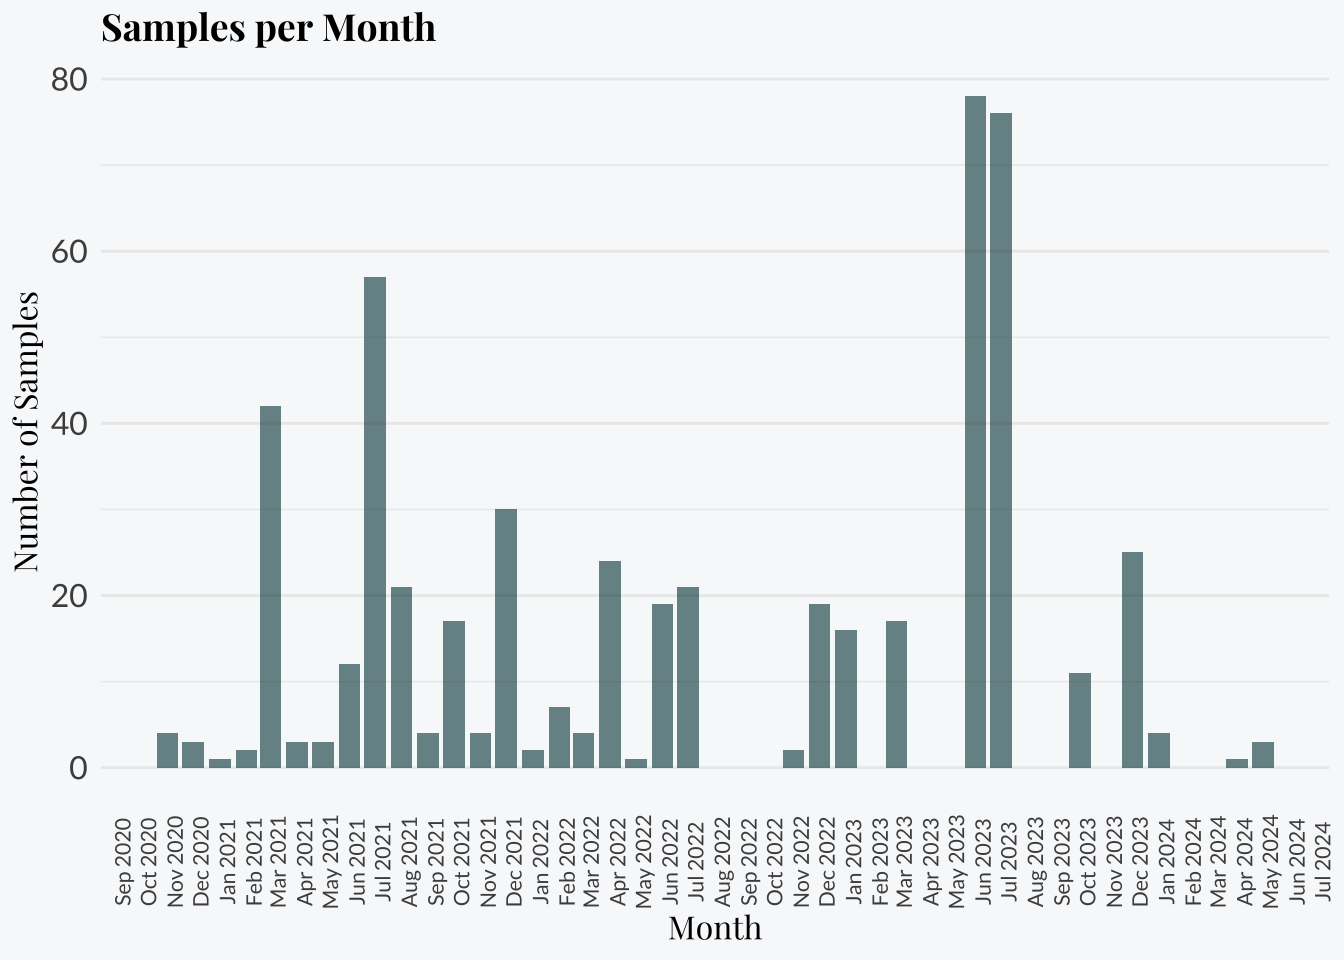 Samples per Month
Number of Samples
80
60
40
20
0
Sep 2020
Oct 2020
Nov 2020
Dec 2020
Jan 2021
Feb 2021
Mar 2021
Apr 2021
May 2021
Jun 2021
Jul 2021
Aug 2021
Sep 2021
Oct 2021
Nov 2021
Dec 2021
Jan 2022
Feb 2022
Mar 2022
Apr 2022
May 2022
Jun 2022
Jul 2022
Aug 2022
Sep 2022
Oct 2022
Nov 2022
Dec 2022
Jan 2023
Feb 2023
Mar 2023
Apr 2023
May 2023
Jun 2023
Jul 2023
Aug 2023
Sep 2023
Oct 2023
Nov 2023
Dec 2023
Jan 2024
Feb 2024
Mar 2024
Apr 2024
May 2024
Jun 2024
Jul 2024
Month